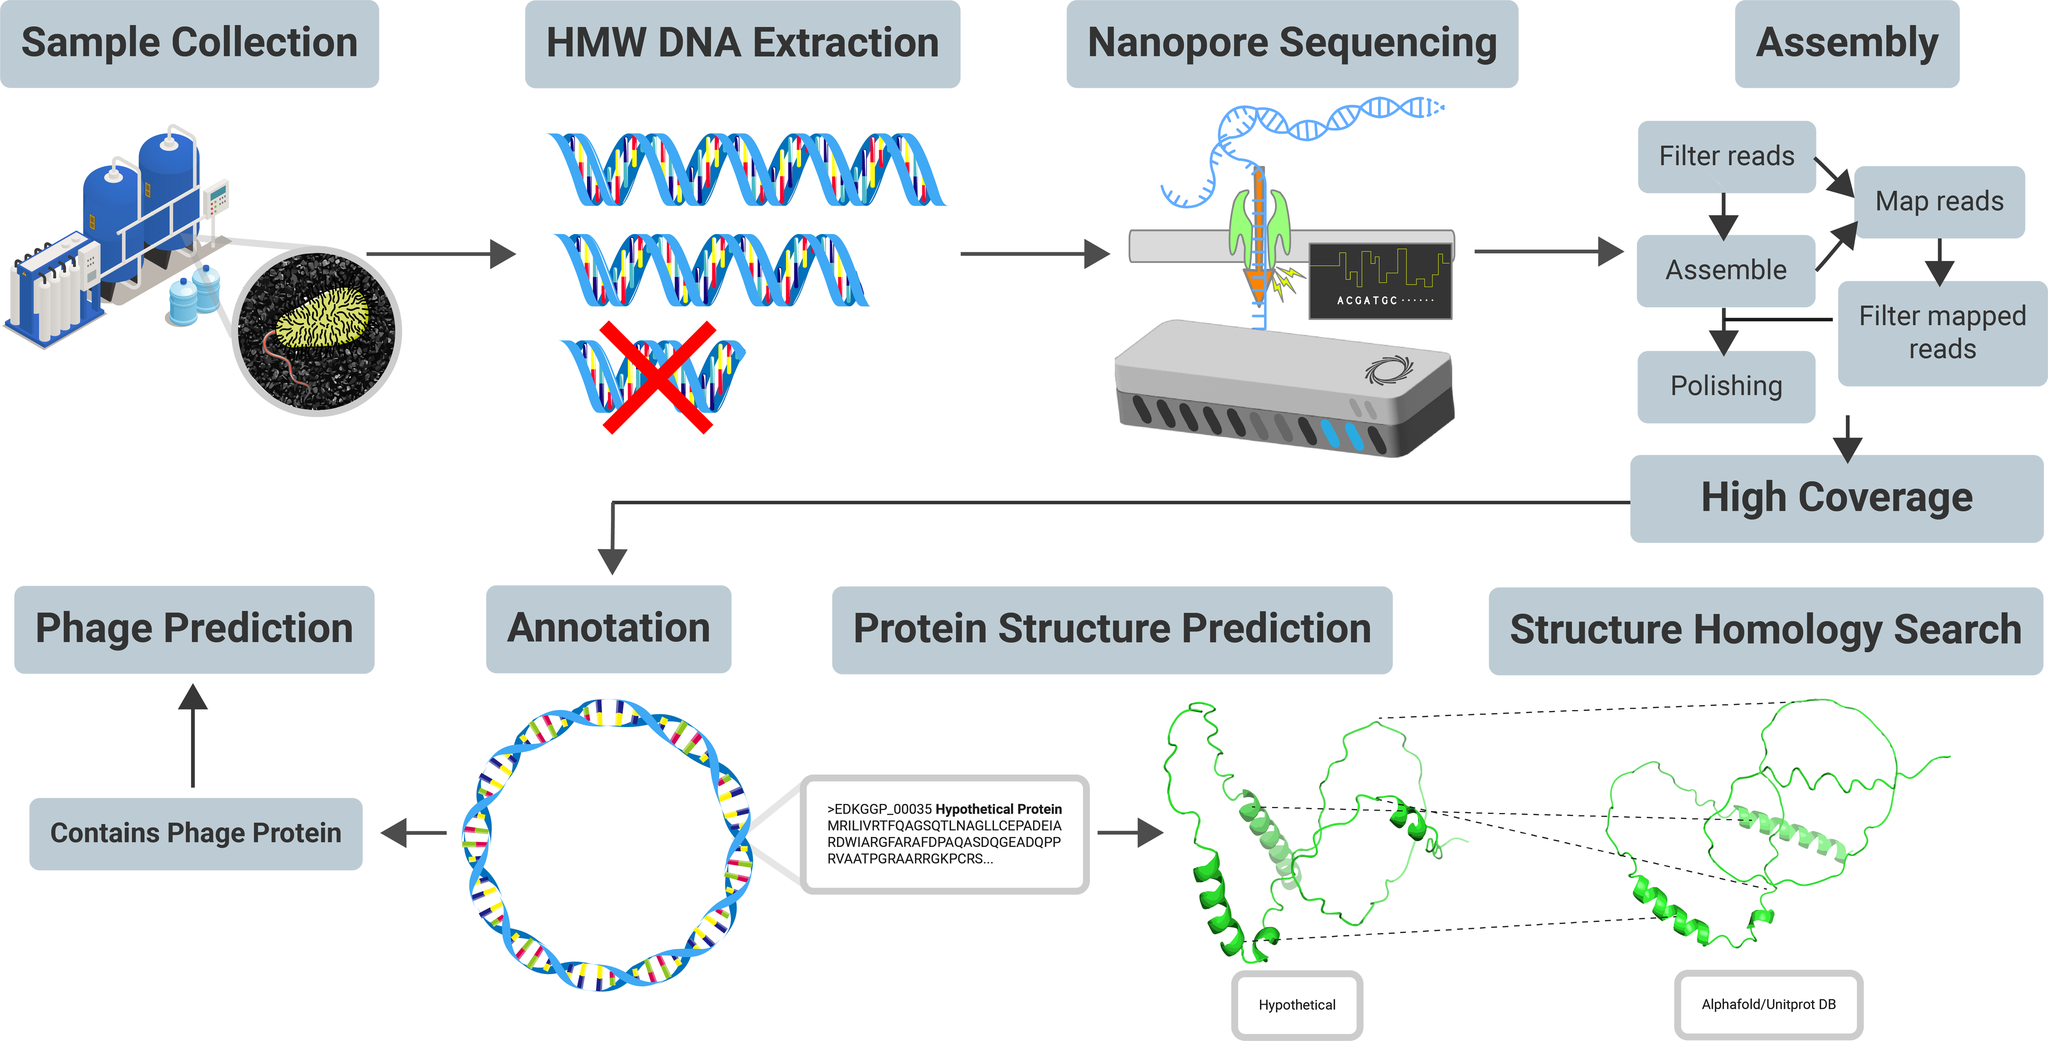 Sample Collection
HMW DNA Extraction
Nanopore Sequencing
Assembly
Filter reads
Map reads
Assemble
Filter mapped
reads
Polishing
ACGATGC······
High Coverage
Phage Prediction
Annotation
Protein Structure Prediction
Structure Homology Search
Contains Phage Protein
>EDKGGP_00035 Hypothetical Protein
MRILIVRTFQAGSQTLNAGLLCEPADEIA
RDWIARGFARAFDPAQASDQGEADQPP
RVAATPGRAARRGKPCRS...
Hypothetical
Alphafold/Unitprot DB